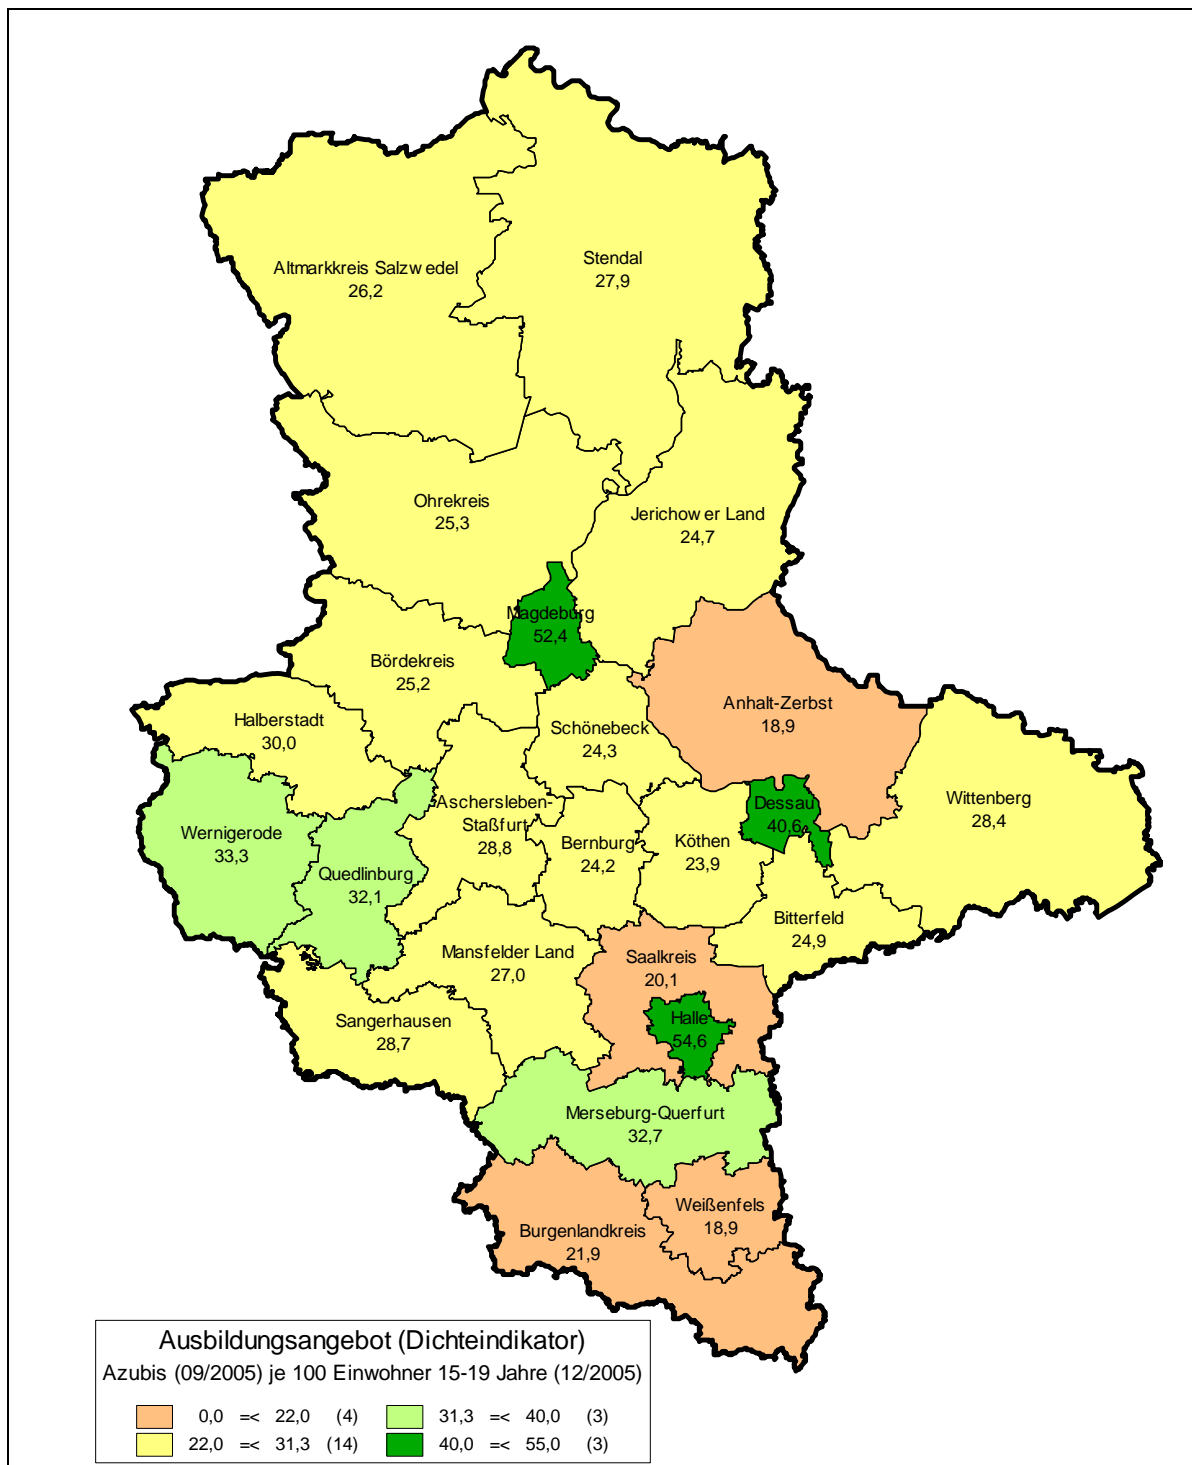 Altmarkkreis Salzwedel
26,2
Stendal
27,9
Ohrekreis
25,3
Jerichower Land
24,7
Magdeburg
52,4
Bördekreis
25,2
Halberstadt
30,0
Schönebeck
24,3
Anhalt-Zerbst
18,9
Wernigerode
33,3
Quedlinburg
32,1
Aschersleben-
Staßfurt
28,8
Bernburg
24,2
Köthen
23,9
Dessau
40,6
Wittenberg
28,4
Bitterfeld
24,9
Mansfelder Land
27,0
Saalkreis
20,1
Halle
54,6
Sangerhausen
28,7
Merseburg-Querfurt
32,7
Weißenfels
18,9
Burgenlandkreis
21,9
Ausbildungsangebot (Dichteindikator)
Azubis (09/2005) je 100 Einwohner 15-19 Jahre (12/2005)
0,0 =< 22,0 (4)
22,0 =< 31,3 (14)
31,3 =< 40,0 (3)
40,0 =< 55,0 (3)